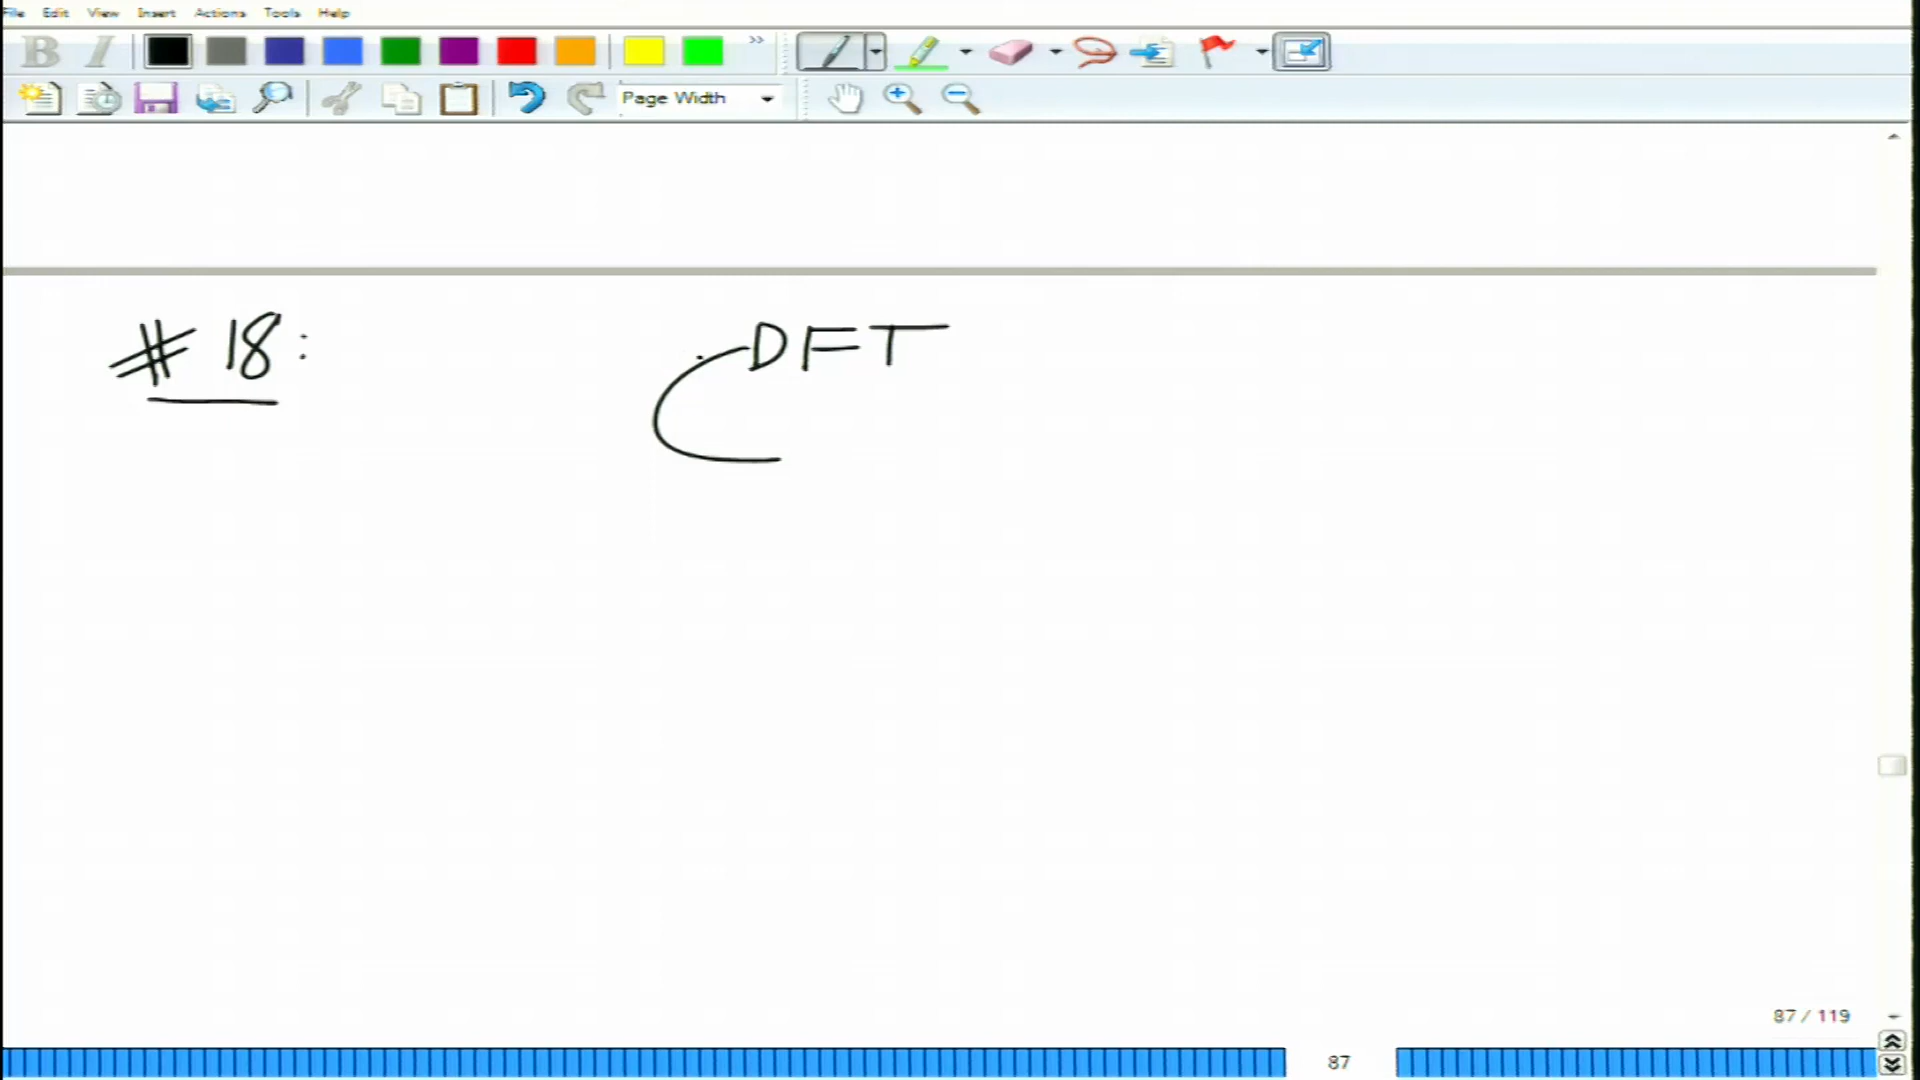 File Edit View Insert Actions Tools Help
B I
Page Width
# 18: DFT
87 / 119
87